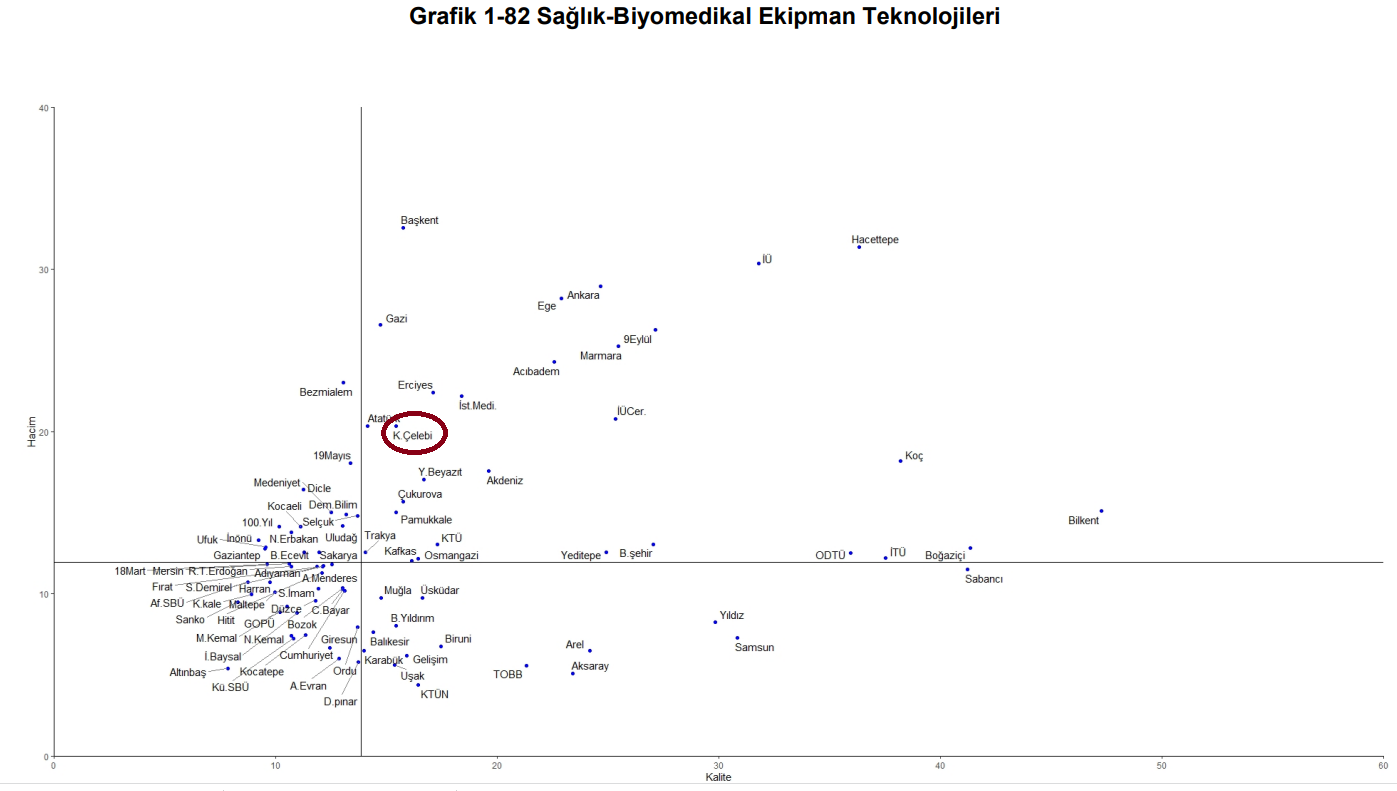 Grafik 1-82 Sağlık-Biyomedikal Ekipman Teknolojileri
40
Başkent
Hacettepe
İÜ
30
Ankara
Ege
Gazi
9Eylül
Marmara
Acıbadem
Bezmialem
Erciyes
İst.Medi.
İÜCer.
Atatürk
Hacim
20
K.Çelebi
19Mayıs
Koç
Y.Beyazıt
Akdeniz
Medeniyet
Dicle
Çukurova
Kocaeli
Dem.Bilim
Bilkent
100.Yıl
Selçuk
Pamukkale
Ufuk
İnönü
N.Erbakan
Uludağ
Trakya
KTÜ
Gaziantep
B.Ecevit
Sakarya
Kafkas
Osmangazi
Yeditepe
B.şehir
ODTÜ
İTÜ
Boğaziçi
18Mart
Mersin
R.T.Erdoğan
Adıyaman
A.Menderes
Sabancı
Fırat
S.Demirel
Harran
S.İmam
Muğla
Üsküdar
10
Af.SBÜ
K.kale
Maltepe
Düzce
C.Bayar
Sanko
Hitit
GOPÜ
Bozok
B.Yıldırım
Yıldız
M.Kemal
N.Kemal
Giresun
Balıkesir
Biruni
Arel
Samsun
İ.Baysal
Cumhuriyet
Karabük
Gelişim
Altınbaş
Kocatepe
Ordu
Uşak
TOBB
Aksaray
Kü.SBÜ
A.Evran
KTÜN
D.pınar
0
0
10
20
30
40
50
60
Kalite